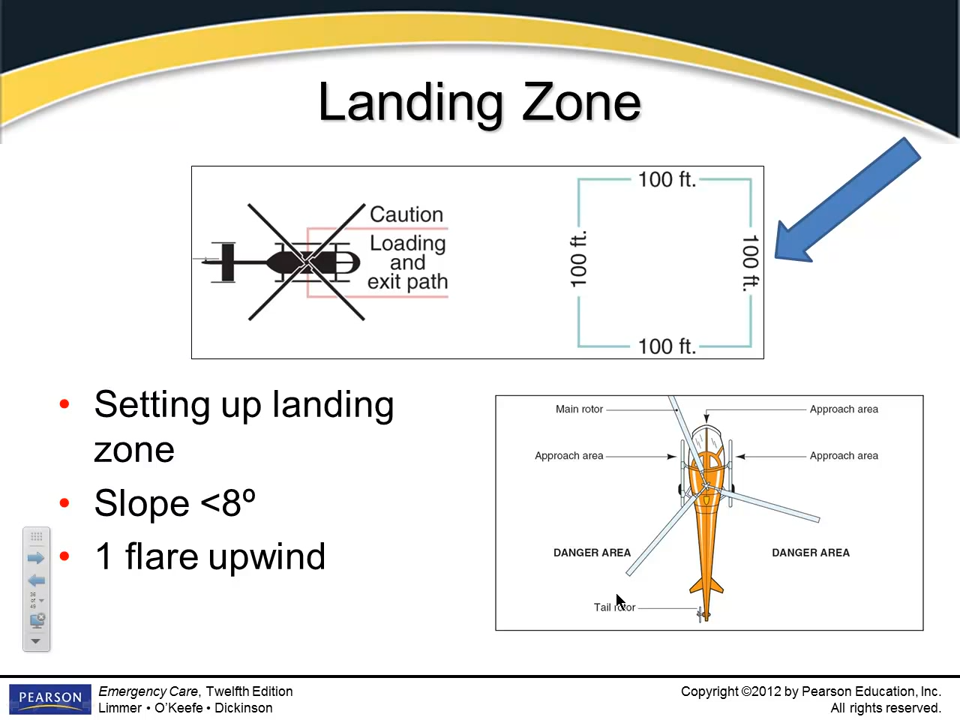 Landing Zone
Caution
Loading
and
exit path
100 ft.
100 ft.
100 ft.
100 ft.
• Setting up landing
zone
• Slope <8º
• 1 flare upwind
Main rotor
Approach area
Approach area
Approach area
DANGER AREA
DANGER AREA
Tail rotor
PEARSON
Emergency Care, Twelfth Edition
Limmer • O’Keefe • Dickinson
Copyright ©2012 by Pearson Education, Inc.
All rights reserved.